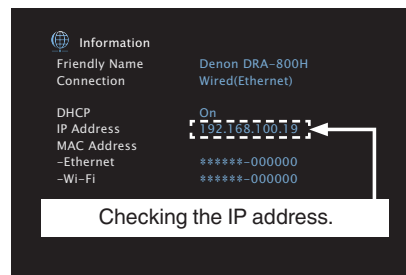 Information
Friendly Name Denon DRA-800H
Connection Wired(Ethernet)
DHCP On
IP Address 192.168.100.19
MAC Address
-Ethernet ******-000000
-Wi-Fi ******-000000
Checking the IP address.